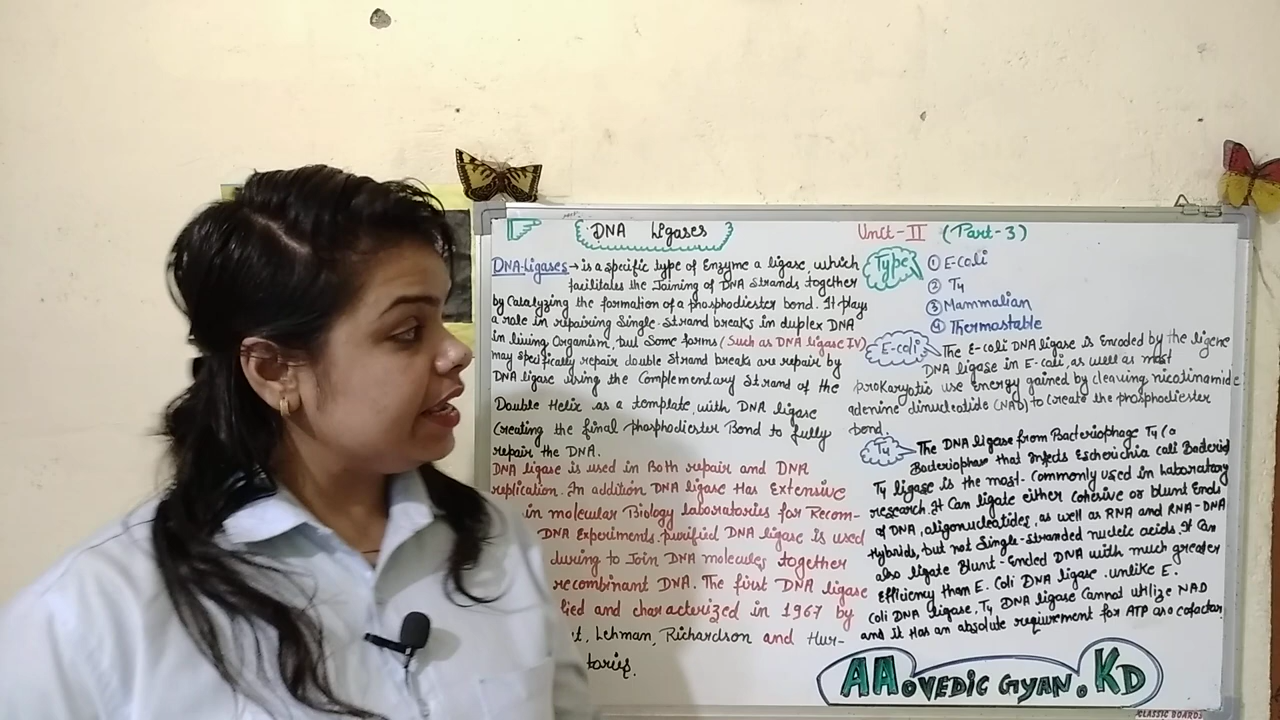 DNA Ligases
Unit-II (Part-3)
DNA-Ligases → is a specific type of Enzyme a ligase, which
facilitates the Joining of DNA Strands together
by Catalyzing the formation of a phosphodiester bond. It plays
a role in repairing Single-Strand breaks in duplex DNA
in living Organism, but Some forms (Such as DNA ligase IV)
may specifically repair double strand breaks are repair by
DNA ligase using the Complementary Strand of the
Double Helix as a template, with DNA ligase
Creating the final phosphodiester Bond to fully
repair the DNA.
DNA ligase is used in Both repair and DNA
replication. In addition DNA ligase Has Extensive
in molecular Biology laboratories for Recom-
DNA Experiments. purified DNA ligase is used
during to Join DNA molecules together
recombinant DNA. The first DNA ligase
and characterized in 1967 by
Lehman, Richardson and Hur-
Type
① E-coli
② T4
③ Mammalian
④ Thermostable
E-coli
The E-coli DNA ligase is Encoded by the ligene
DNA ligase in E-coli, as well as most
prokaryotic use energy gained by cleaving nicotinamide
adenine dinucleotide (NAD) to Create the phosphodiester
bond.
T4
The DNA ligase from Bacteriophage T4 (a
Bacteriophase that infects Escherichia coli Bacteria)
T4 ligase is the most-Commonly used in laboratory
research. It Can ligate either Cohesive or blunt Ends
of DNA, oligonucleotides, as well as RNA and RNA-DNA
Hybrids, but not Single-stranded nucleic acids. It Can
also ligate Blunt-Ended DNA with much greater
Efficiency than E. Coli DNA ligase. unlike E.
Coli DNA ligase, T4 DNA ligase Cannot utilize NAD
and it Has an absolute requirement for ATP as a cofactor
AA.VEDIC GYAN.KD
CLASSIC BOARDS